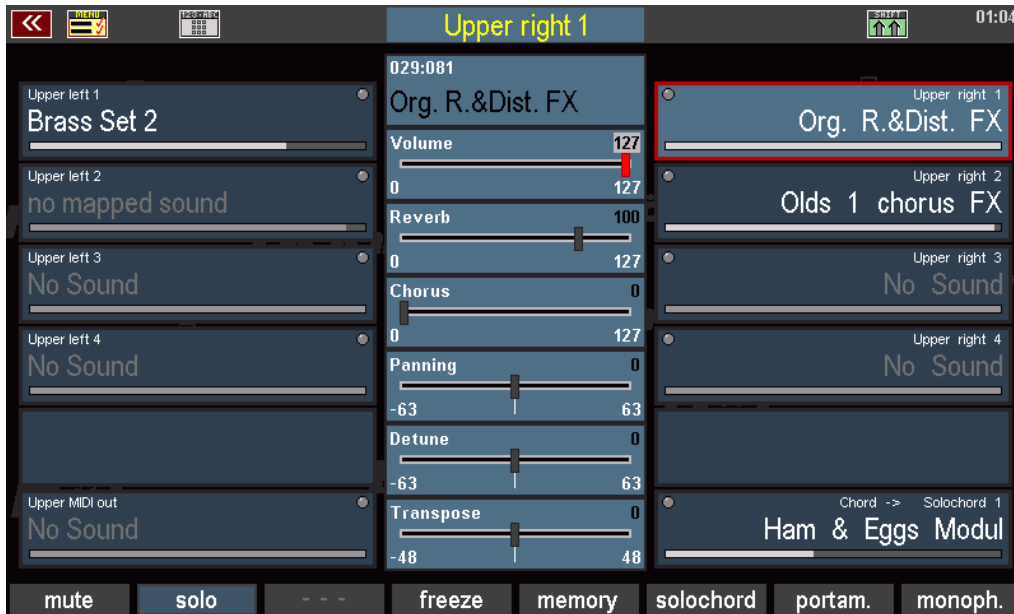 MENU
123:ABC
Upper right 1
SHIFT
01:04
029:081
Org. R.&Dist. FX
Upper left 1
Brass Set 2
Upper left 2
no mapped sound
Upper left 3
No Sound
Upper left 4
No Sound
Upper MIDI out
No Sound
Volume 127
0 127
Reverb 100
0 127
Chorus 0
0 127
Panning 0
-63 63
Detune 0
-63 63
Transpose 0
-48 48
Upper right 1
Org. R.&Dist. FX
Upper right 2
Olds 1 chorus FX
Upper right 3
No Sound
Upper right 4
No Sound
Chord -> Solochord 1
Ham & Eggs Modul
mute solo - - - freeze memory solochord portam. monoph.